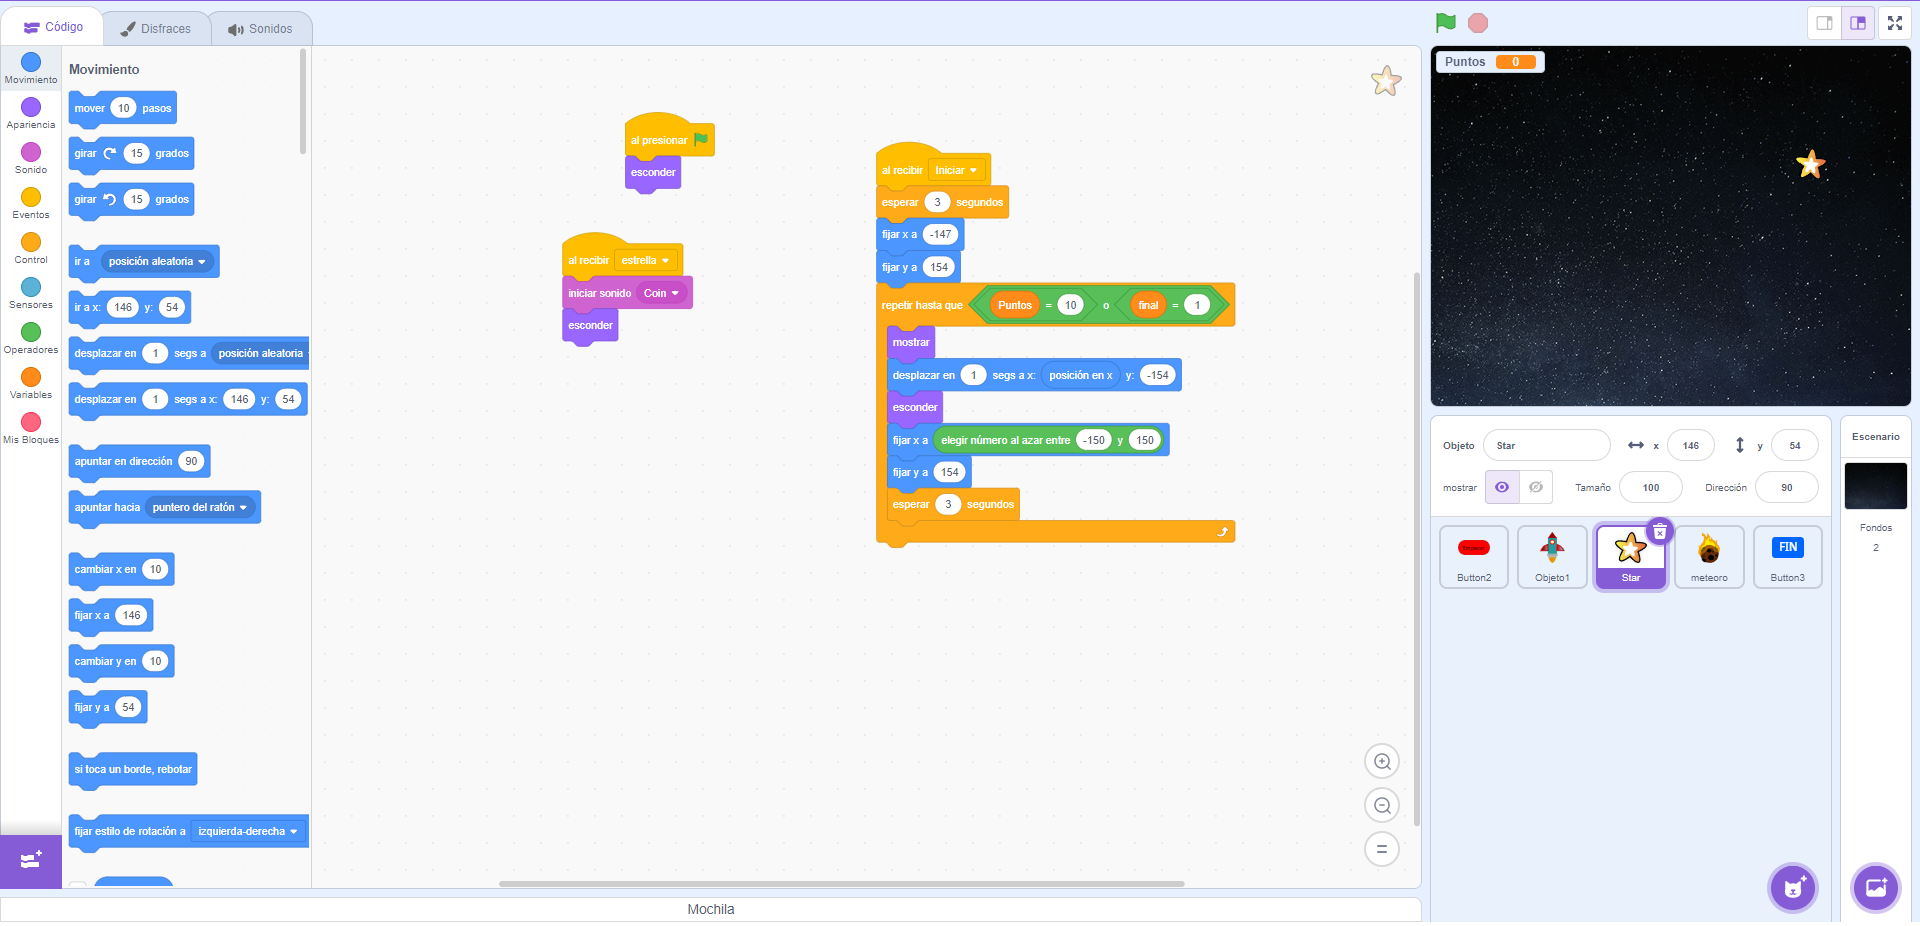 Código
Disfraces
Sonidos
Movimiento
Apariencia
Sonido
Eventos
Control
Sensores
Operadores
Variables
Mis Bloques
Movimiento
mover 10 pasos
girar 15 grados
girar 15 grados
ir a posición aleatoria
ir a x: 146 y: 54
desplazar en 1 segs a posición aleatoria
desplazar en 1 segs a x: 146 y: 54
apuntar en dirección 90
apuntar hacia puntero del ratón
cambiar x en 10
fijar x a 146
cambiar y en 10
fijar y a 54
si toca un borde, rebotar
fijar estilo de rotación a izquierda-derecha
al presionar
esconder
al recibir estrella
iniciar sonido Coin
esconder
al recibir Iniciar
esperar 3 segundos
fijar x a -147
fijar y a 154
repetir hasta que Puntos = 10 o final = 1
mostrar
desplazar en 1 segs a x: posición en x y: -154
esconder
fijar x a elegir número al azar entre -150 y 150
fijar y a 154
esperar 3 segundos
Mochila
Puntos 0
Objeto Star x 146 y 54
mostrar Tamaño 100 Dirección 90
Button2
Objeto1
Star
meteoro
FIN
Button3
Escenario
Fondos
2